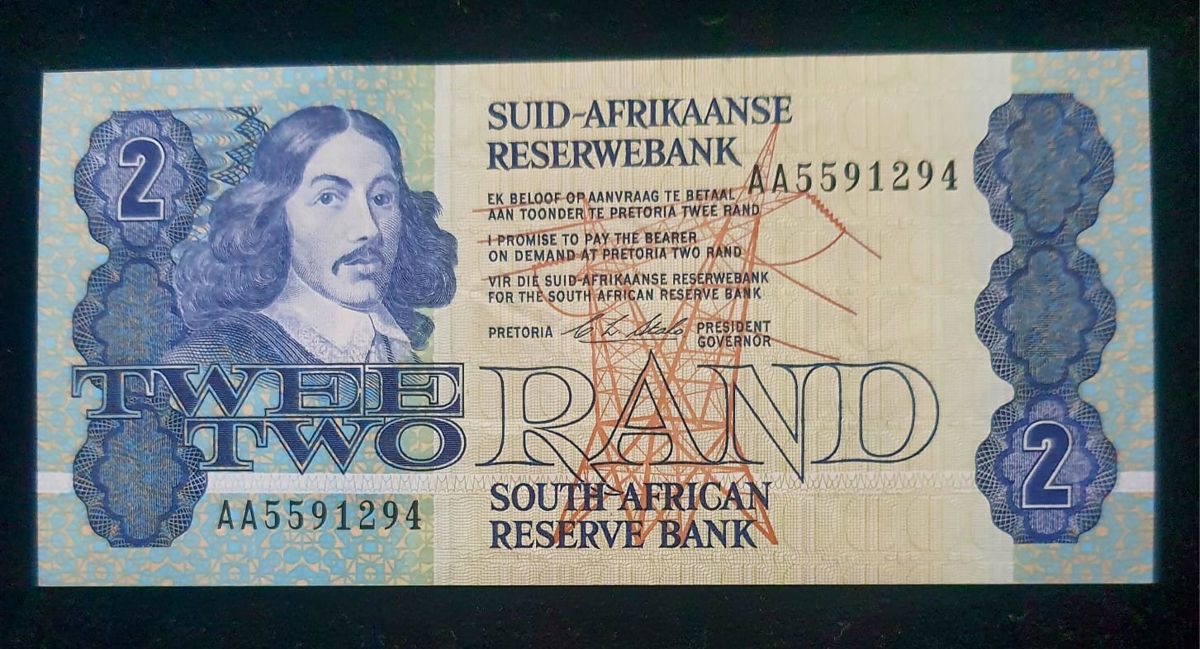 2
SUID-AFRIKAANSE
RESERWEBANK
AA5591294
EK BELOOF OP AANVRAAG TE BETAAL
AAN TOONDER TE PRETORIA TWEE RAND
I PROMISE TO PAY THE BEARER
ON DEMAND AT PRETORIA TWO RAND
VIR DIE SUID-AFRIKAANSE RESERWEBANK
FOR THE SOUTH AFRICAN RESERVE BANK
PRETORIA PRESIDENT
GOVERNOR
TWEE
TWO RAND
2
AA5591294
SOUTH-AFRICAN
RESERVE BANK